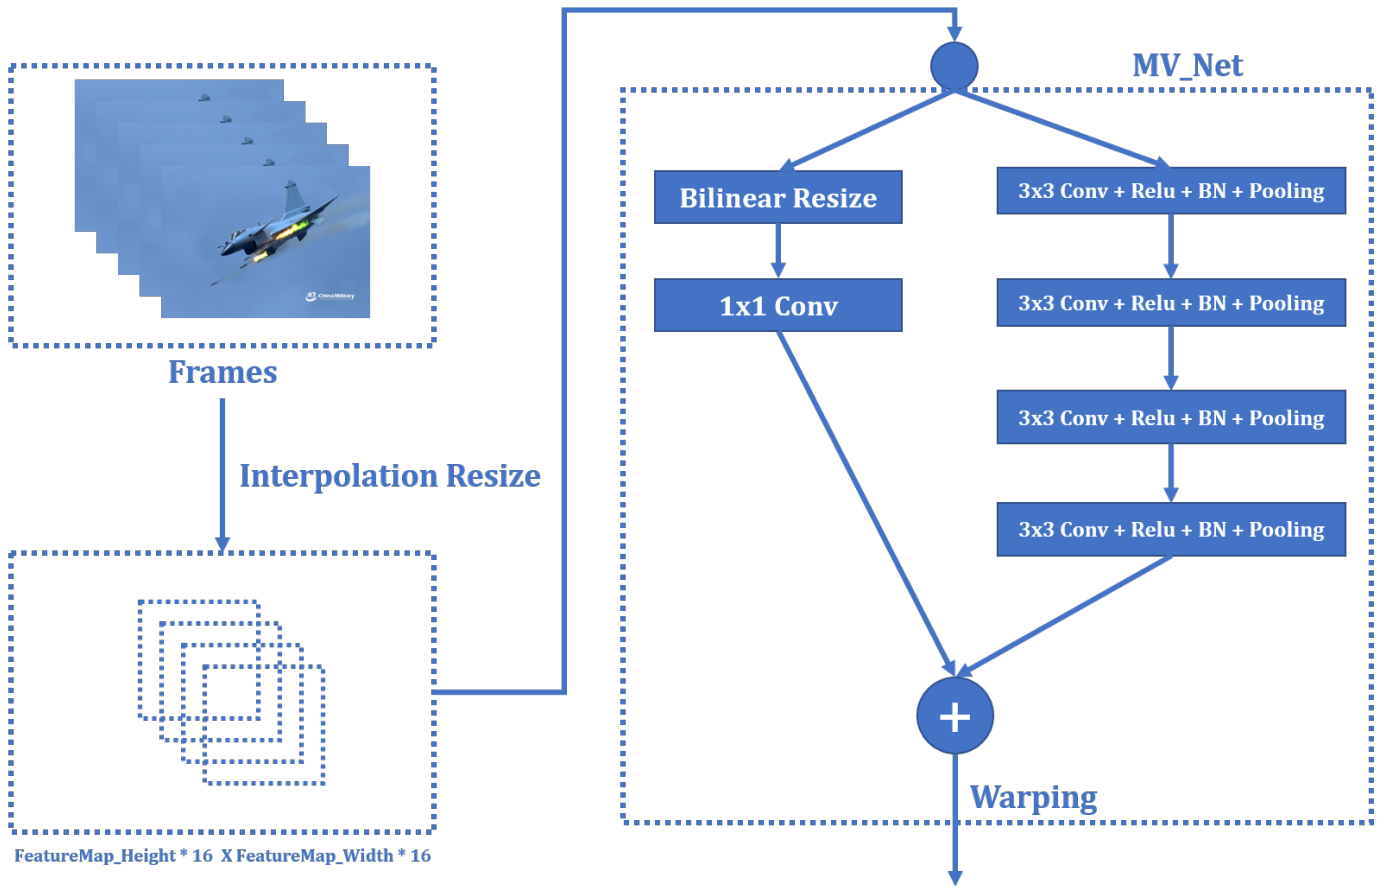 MV_Net
Bilinear Resize
1x1 Conv
3x3 Conv + Relu + BN + Pooling
3x3 Conv + Relu + BN + Pooling
3x3 Conv + Relu + BN + Pooling
3x3 Conv + Relu + BN + Pooling
+
Warping
ChinaMilitary
Frames
Interpolation Resize
FeatureMap_Height * 16 X FeatureMap_Width * 16